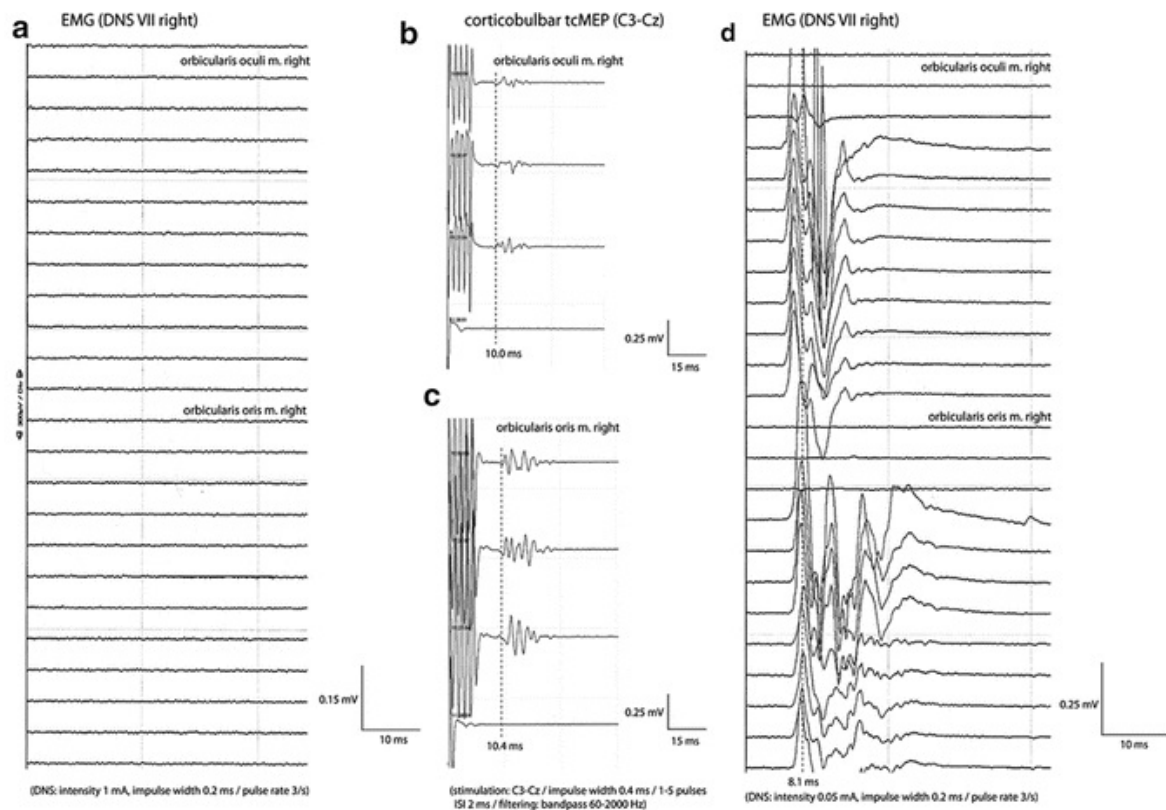 a
EMG (DNS VII right)
orbicularis oculi m. right
orbicularis oris m. right
0.15 mV
10 ms
(DNS: intensity 1 mA, impulse width 0.2 ms / pulse rate 3/s)
corticobulbar tcMEP (C3-Cz)
b
orbicularis oculi m. right
10.0 ms
0.25 mV
15 ms
c
orbicularis oris m. right
10.4 ms
0.25 mV
15 ms
(stimulation: C3-Cz / impulse width 0.4 ms / 1-5 pulses
ISI 2 ms / filtering: bandpass 60-2000 Hz)
d
EMG (DNS VII right)
orbicularis oculi m. right
orbicularis oris m. right
0.25 mV
10 ms
8.1 ms
(DNS: intensity 0.05 mA, impulse width 0.2 ms / pulse rate 3/s)